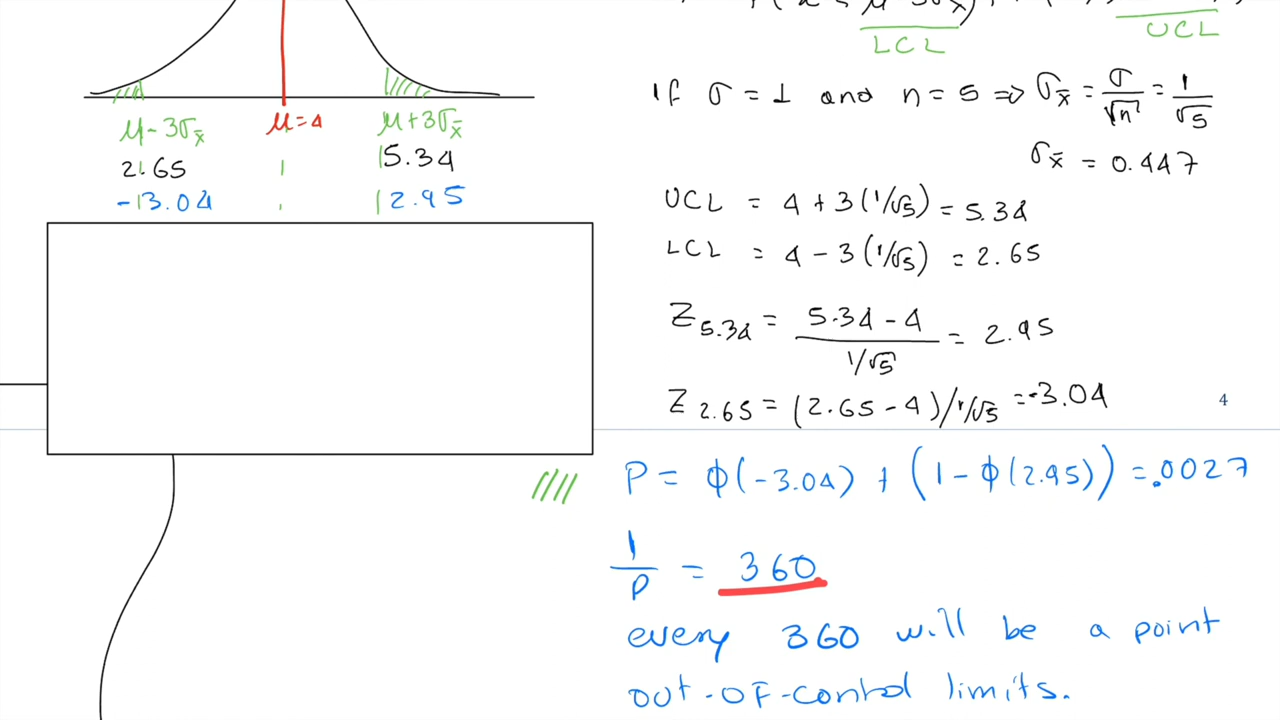 LCL
UCL
μ-3σx̄ μ=4 μ+3σx̄
2.65 5.34
-3.04 2.95
If σ = 1 and n = 5 ⇒ σx̄ = σ/√n = 1/√5
σx̄ = 0.447
UCL = 4 + 3(1/√5) = 5.34
LCL = 4 - 3(1/√5) = 2.65
Z5.34 = (5.34 - 4)/(1/√5) = 2.95
Z2.65 = (2.65 - 4)/1/√5 = -3.04
4
P = ϕ(-3.04) + (1 - ϕ(2.95)) = .0027
1/P = 360
every 360 will be a point
out-OF-control limits.